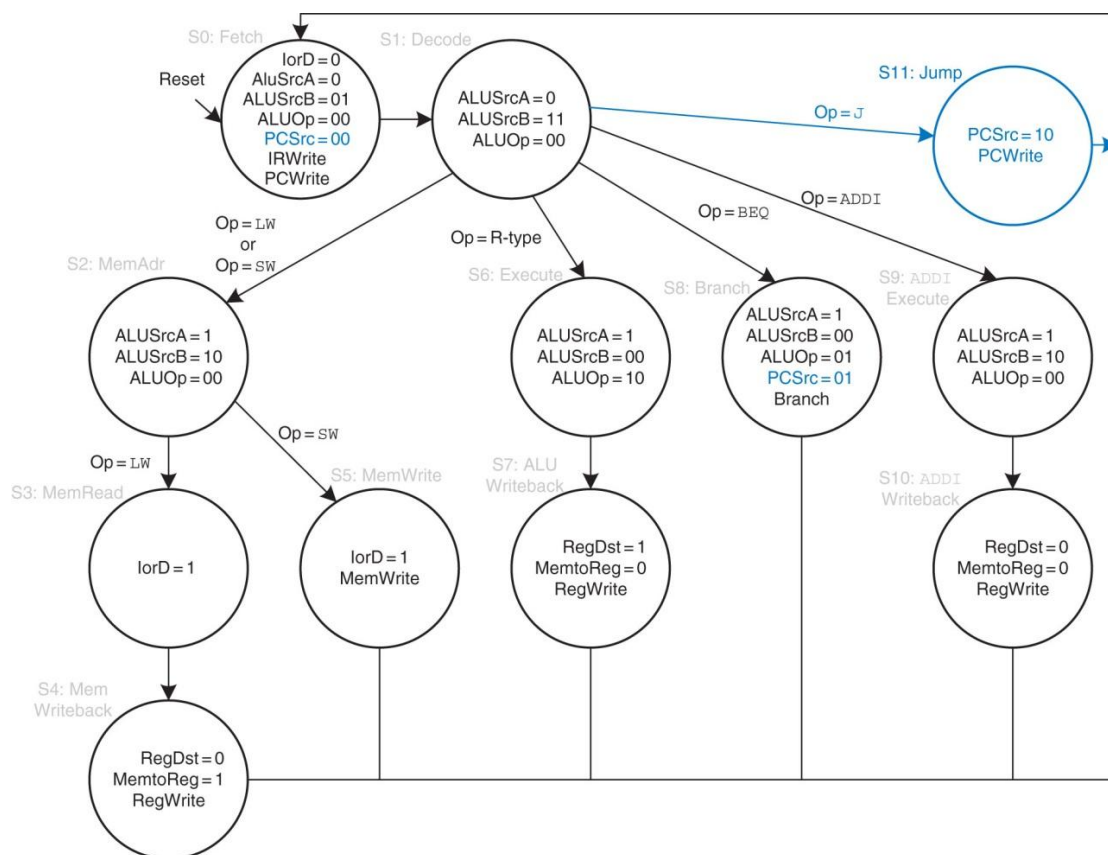 S0: Fetch
S1: Decode
Reset
IorD=0
AluSrcA=0
ALUSrcB=01
ALUOp=00
PCSrc=00
IRWrite
PCWrite
ALUSrcA=0
ALUSrcB=11
ALUOp=00
Op=J
S11: Jump
PCSrc=10
PCWrite
Op=LW
or
Op=SW
Op=R-type
Op=BEQ
Op=ADDI
S2: MemAdr
ALUSrcA=1
ALUSrcB=10
ALUOp=00
S6: Execute
ALUSrcA=1
ALUSrcB=00
ALUOp=10
S8: Branch
ALUSrcA=1
ALUSrcB=00
ALUOp=01
PCSrc=01
Branch
S9: ADDI
Execute
ALUSrcA=1
ALUSrcB=10
ALUOp=00
Op=LW
Op=SW
S3: MemRead
IorD=1
S5: MemWrite
IorD=1
MemWrite
S7: ALU
Writeback
RegDst=1
MemtoReg=0
RegWrite
S10: ADDI
Writeback
RegDst=0
MemtoReg=0
RegWrite
S4: Mem
Writeback
RegDst=0
MemtoReg=1
RegWrite